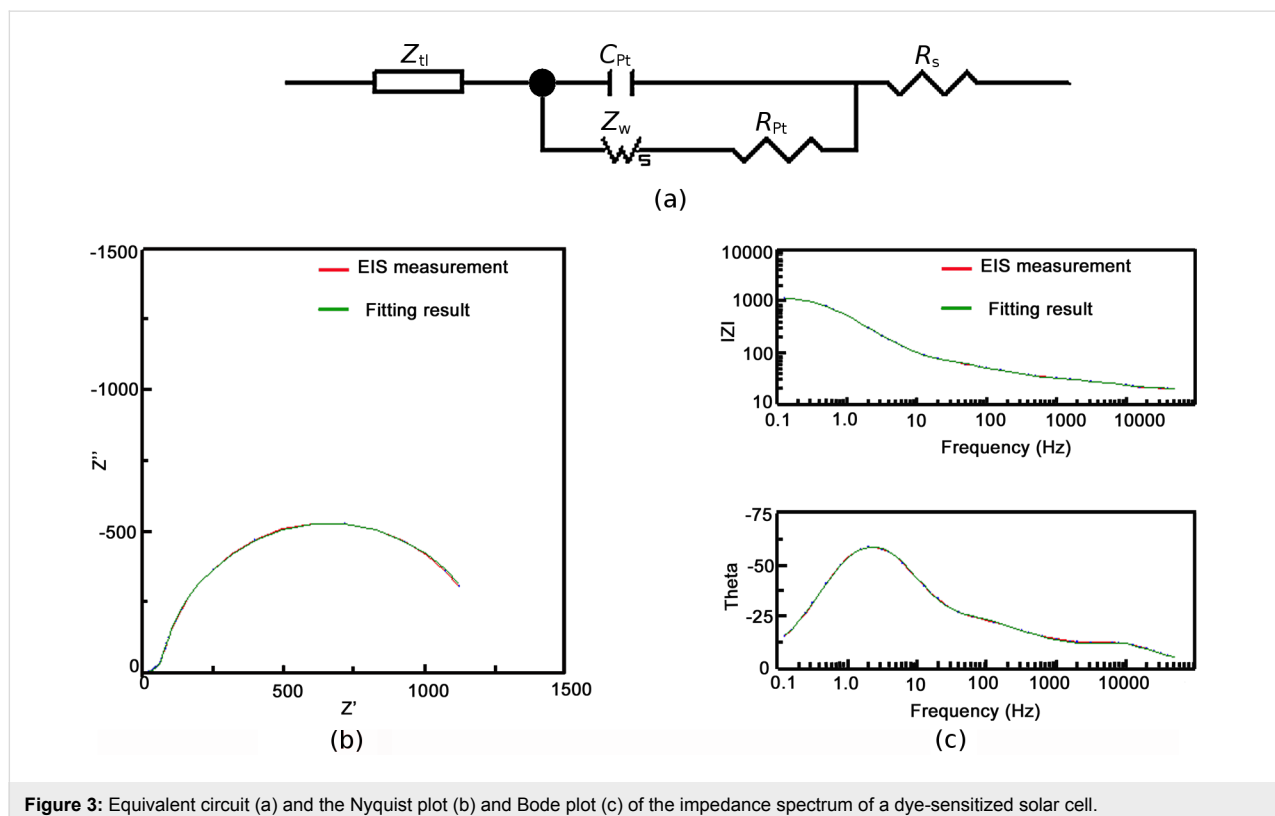 Z_tl
C_Pt
R_s
Z_w
s
R_Pt
(a)
-1500
-1000
-500
0
Z''
EIS measurement
Fitting result
0
500
1000
1500
Z'
(b)
10000
1000
100
10
IZI
EIS measurement
Fitting result
0.1
1.0
10
100
1000
10000
Frequency (Hz)
-75
-50
-25
0
Theta
0.1
1.0
10
100
1000
10000
Frequency (Hz)
(c)
Figure 3: Equivalent circuit (a) and the Nyquist plot (b) and Bode plot (c) of the impedance spectrum of a dye-sensitized solar cell.